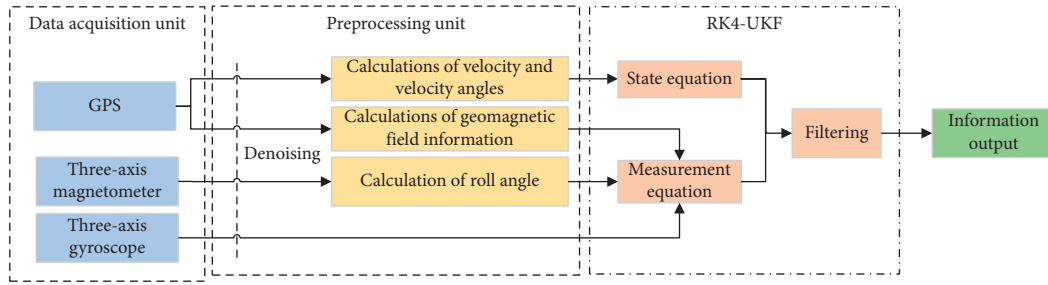 Data acquisition unit
Preprocessing unit
RK4-UKF
GPS
Three-axis
magnetometer
Three-axis
gyroscope
Denoising
Calculations of velocity and
velocity angles
Calculations of geomagnetic
field information
Calculation of roll angle
State equation
Measurement
equation
Filtering
Information
output